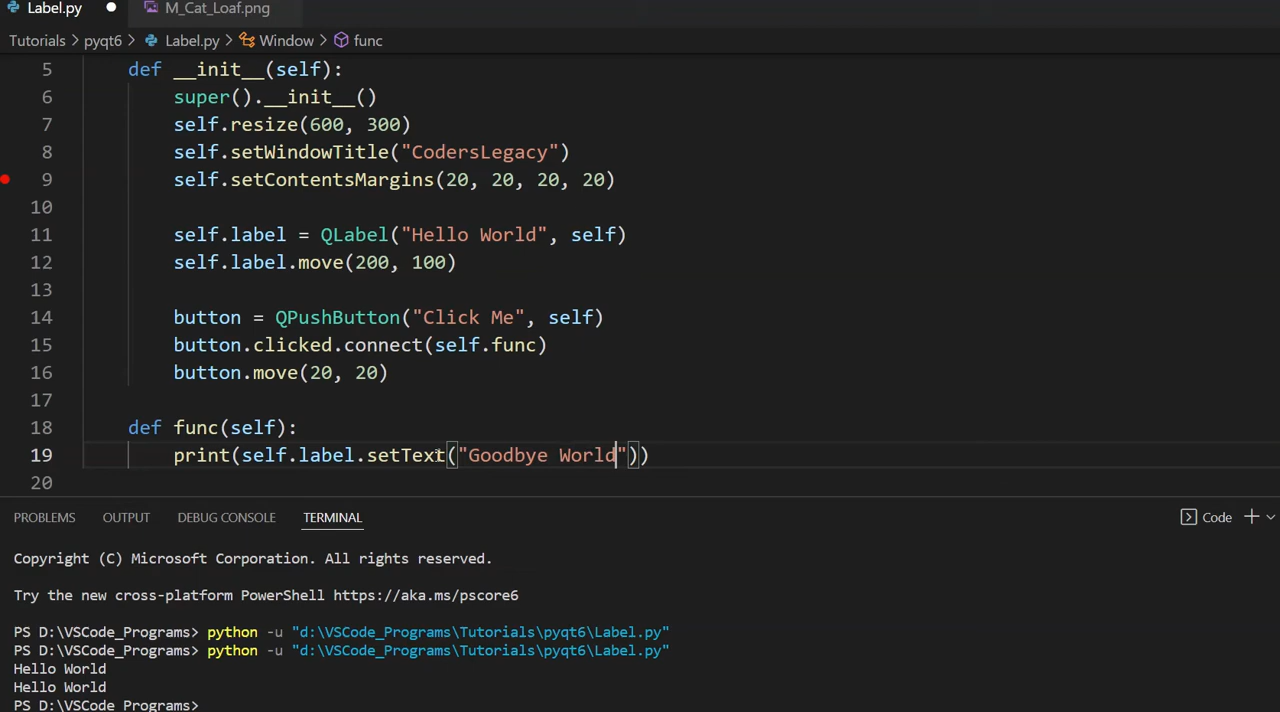 Label.py M_Cat_Loaf.png
Tutorials > pyqt6 > Label.py > Window > func
5 def __init__(self):
6 super().__init__()
7 self.resize(600, 300)
8 self.setWindowTitle("CodersLegacy")
9 self.setContentsMargins(20, 20, 20, 20)
10
11 self.label = QLabel("Hello World", self)
12 self.label.move(200, 100)
13
14 button = QPushButton("Click Me", self)
15 button.clicked.connect(self.func)
16 button.move(20, 20)
17
18 def func(self):
19 print(self.label.setText("Goodbye World"))
20
PROBLEMS OUTPUT DEBUG CONSOLE TERMINAL Code
Copyright (C) Microsoft Corporation. All rights reserved.
Try the new cross-platform PowerShell https://aka.ms/pscore6
PS D:\VSCode_Programs> python -u "d:\VSCode_Programs\Tutorials\pyqt6\Label.py"
PS D:\VSCode_Programs> python -u "d:\VSCode_Programs\Tutorials\pyqt6\Label.py"
Hello World
Hello World
PS D:\VSCode Programs>